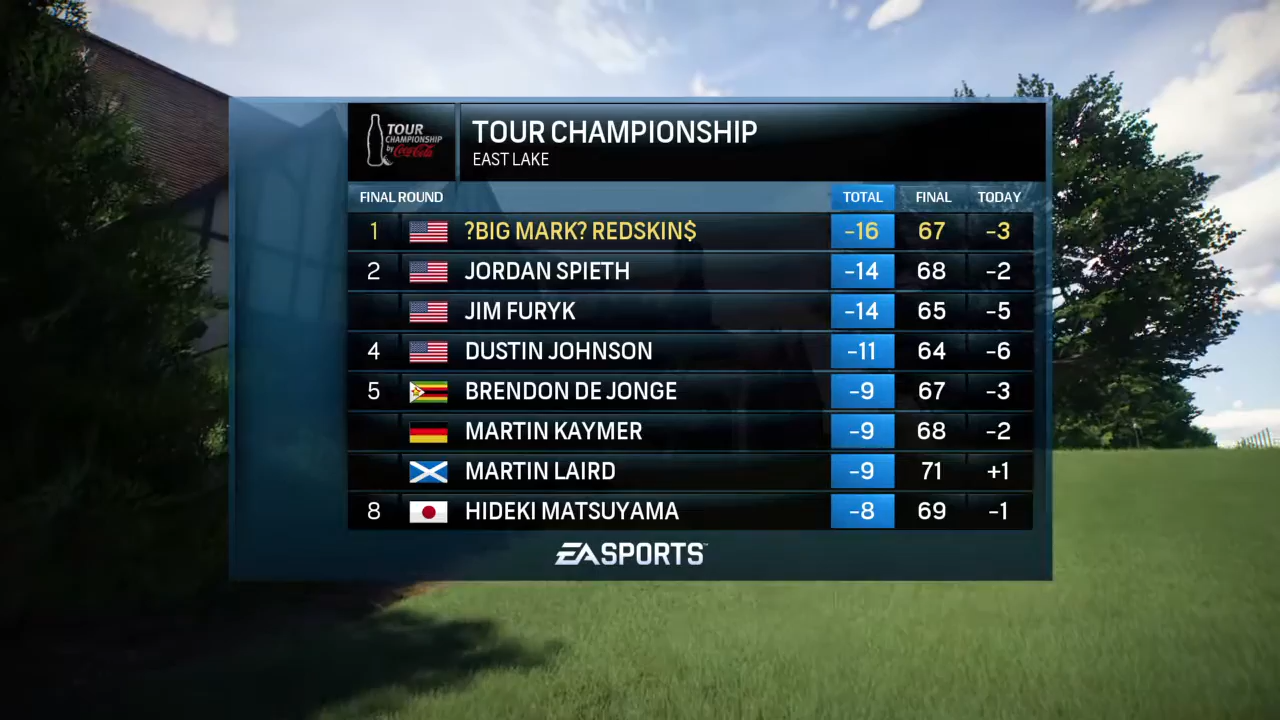 TOUR
CHAMPIONSHIP
by Coca-Cola
TOUR CHAMPIONSHIP
EAST LAKE
FINAL ROUND TOTAL FINAL TODAY
1 ?BIG MARK? REDSKIN$ -16 67 -3
2 JORDAN SPIETH -14 68 -2
JIM FURYK -14 65 -5
4 DUSTIN JOHNSON -11 64 -6
5 BRENDON DE JONGE -9 67 -3
MARTIN KAYMER -9 68 -2
MARTIN LAIRD -9 71 +1
8 HIDEKI MATSUYAMA -8 69 -1
EA SPORTS™